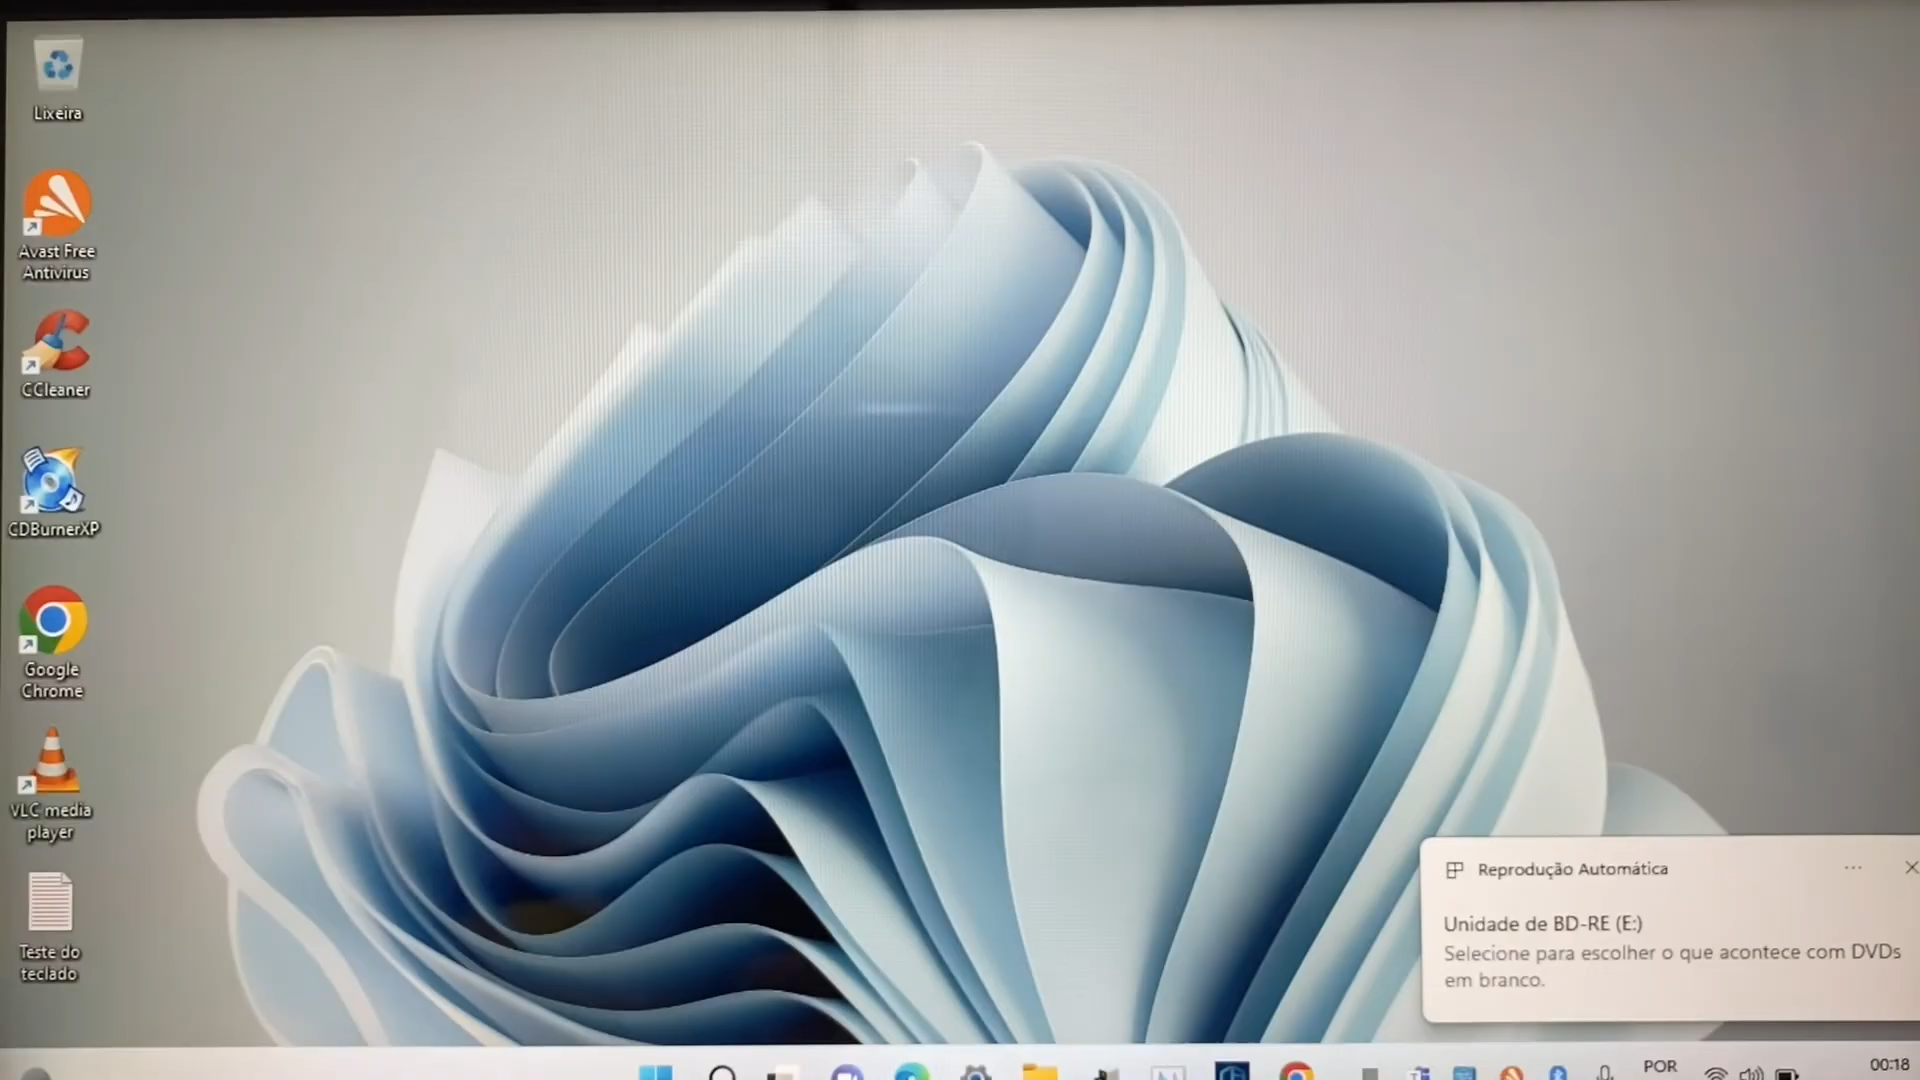 Lixeira
Avast Free
Antivirus
CCleaner
CDBurnerXP
Google
Chrome
VLC media
player
Teste do
teclado
Reprodução Automática
Unidade de BD-RE (E:)
Selecione para escolher o que acontece com DVDs
em branco.
POR
00:18